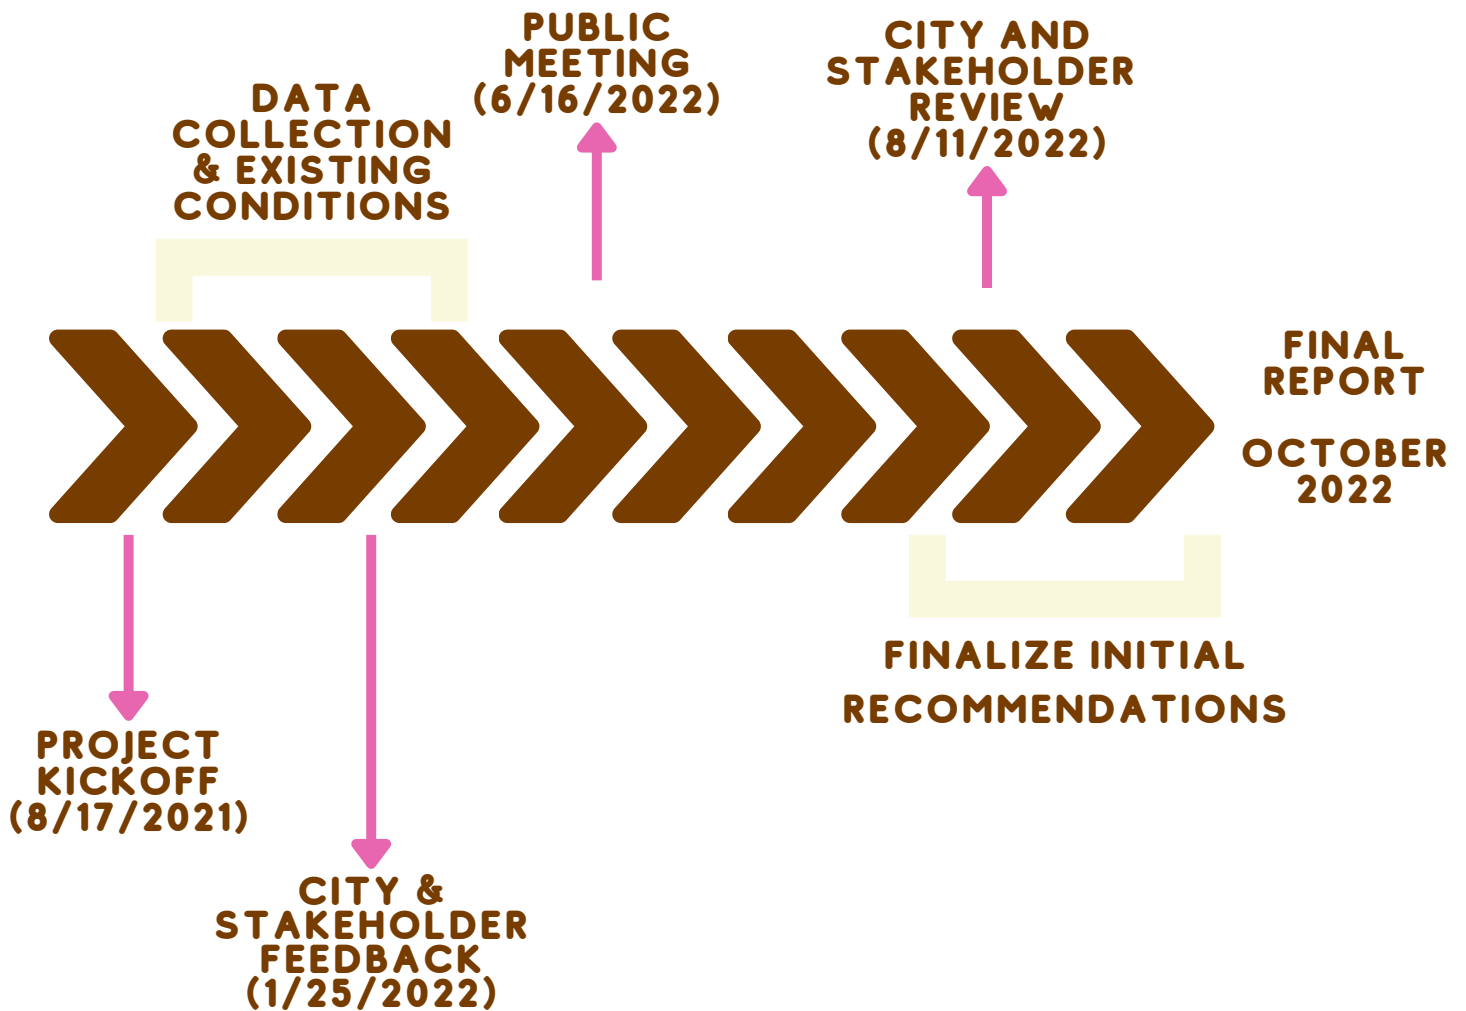 PUBLIC
MEETING
(6/16/2022)
CITY AND
STAKEHOLDER
REVIEW
(8/11/2022)
DATA
COLLECTION
& EXISTING
CONDITIONS
FINAL
REPORT
OCTOBER
2022
FINALIZE INITIAL
RECOMMENDATIONS
PROJECT
KICKOFF
(8/17/2021)
CITY &
STAKEHOLDER
FEEDBACK
(1/25/2022)